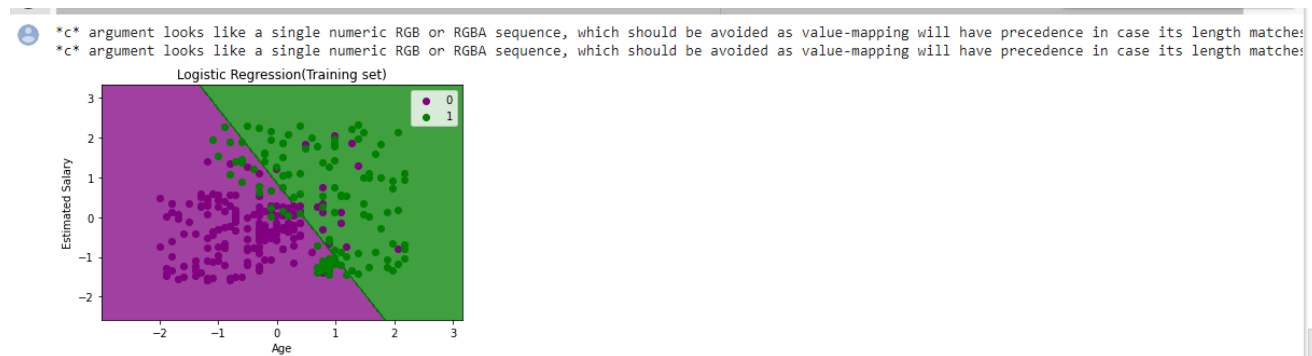 *c* argument looks like a single numeric RGB or RGBA sequence, which should be avoided as value-mapping will have precedence in case its length matches
*c* argument looks like a single numeric RGB or RGBA sequence, which should be avoided as value-mapping will have precedence in case its length matches
Logistic Regression(Training set)
0
1
3
2
1
0
−1
−2
Estimated Salary
−2 −1 0 1 2 3
Age